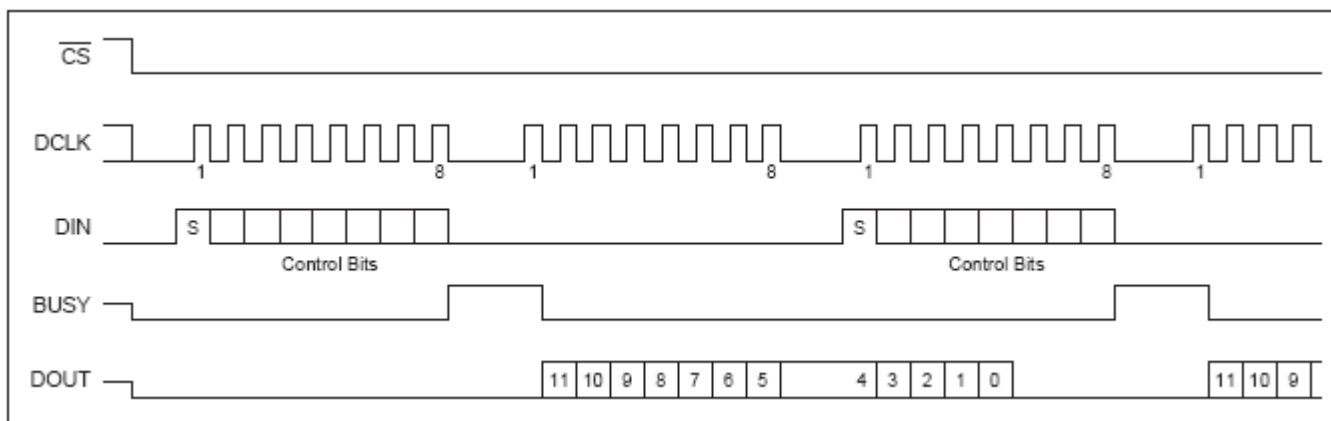 CS
DCLK
1 8 1 8 1 8 1
DIN S S
Control Bits Control Bits
BUSY
DOUT 11 10 9 8 7 6 5 4 3 2 1 0 11 10 9